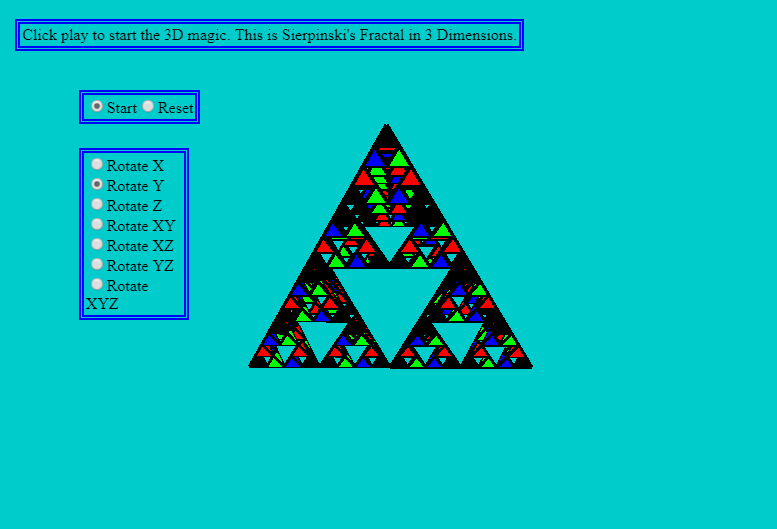 Click play to start the 3D magic. This is Sierpinski's Fractal in 3 Dimensions.
Start Reset
Rotate X
Rotate Y
Rotate Z
Rotate XY
Rotate XZ
Rotate YZ
Rotate
XYZ